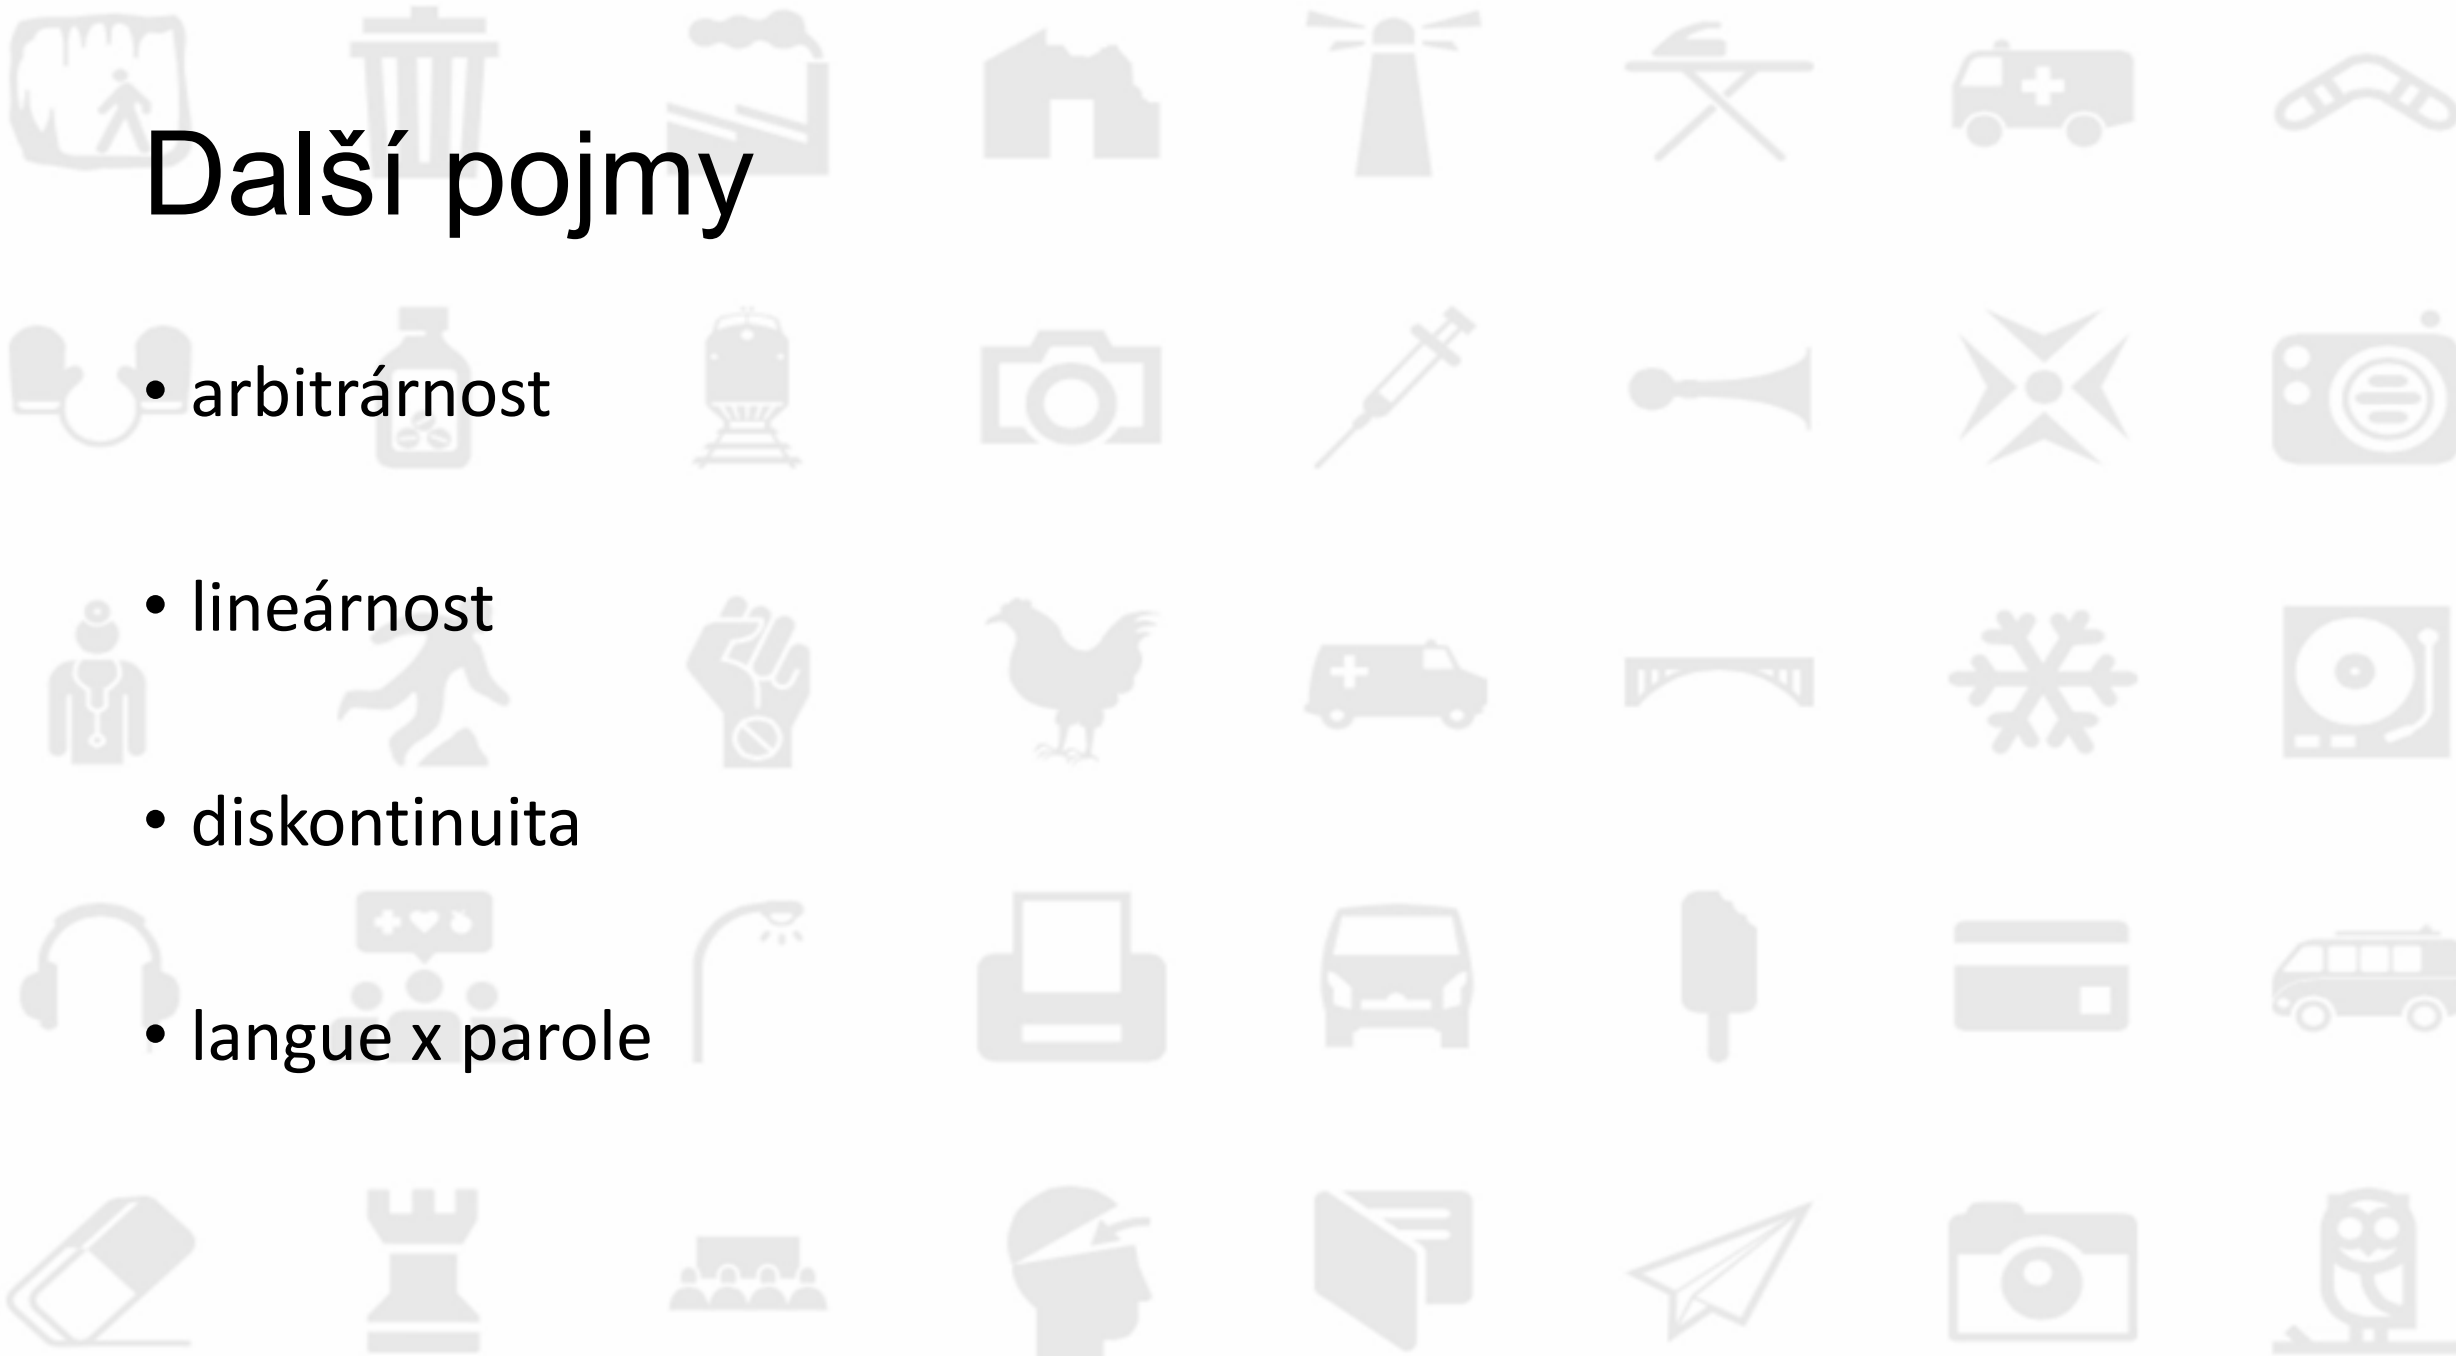 Další pojmy
• arbitrárnost
• lineárnost
• diskontinuita
• langue x parole